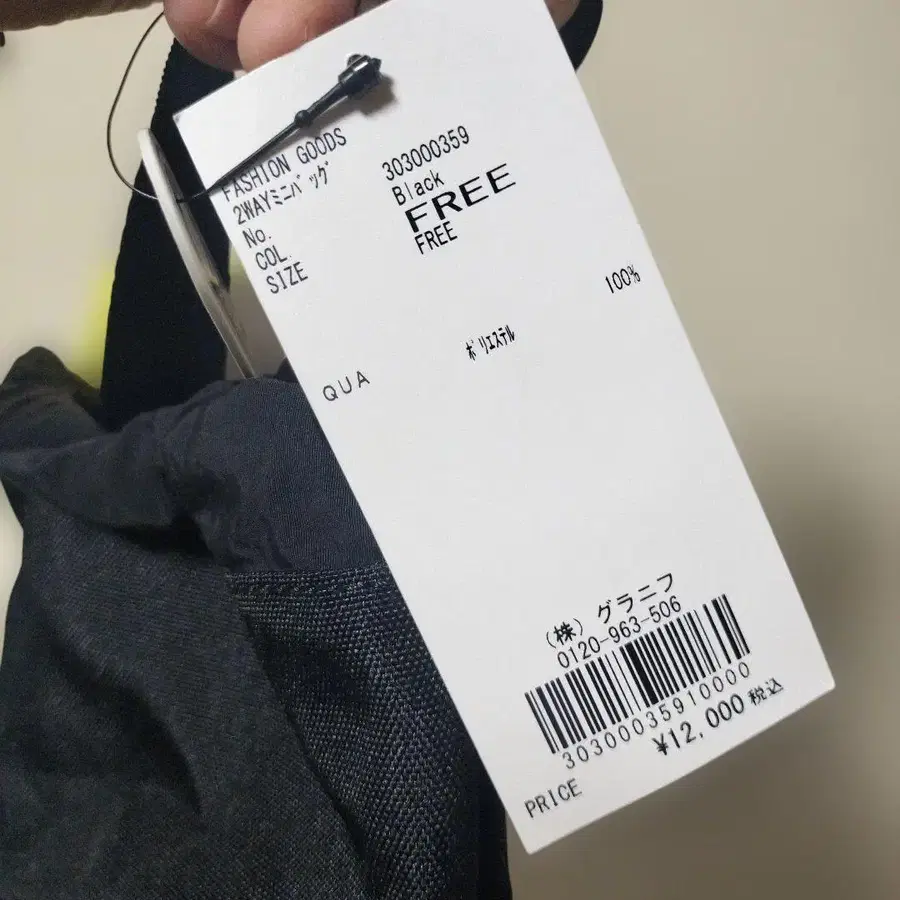 FASHION GOODS
2WAYミニバッグ
No. 303000359
COL. Black
SIZE FREE
FREE
QUA ポリエステル 100%
(株) グラニフ
0120-963-506
30300035910000
PRICE ¥12,000 税込